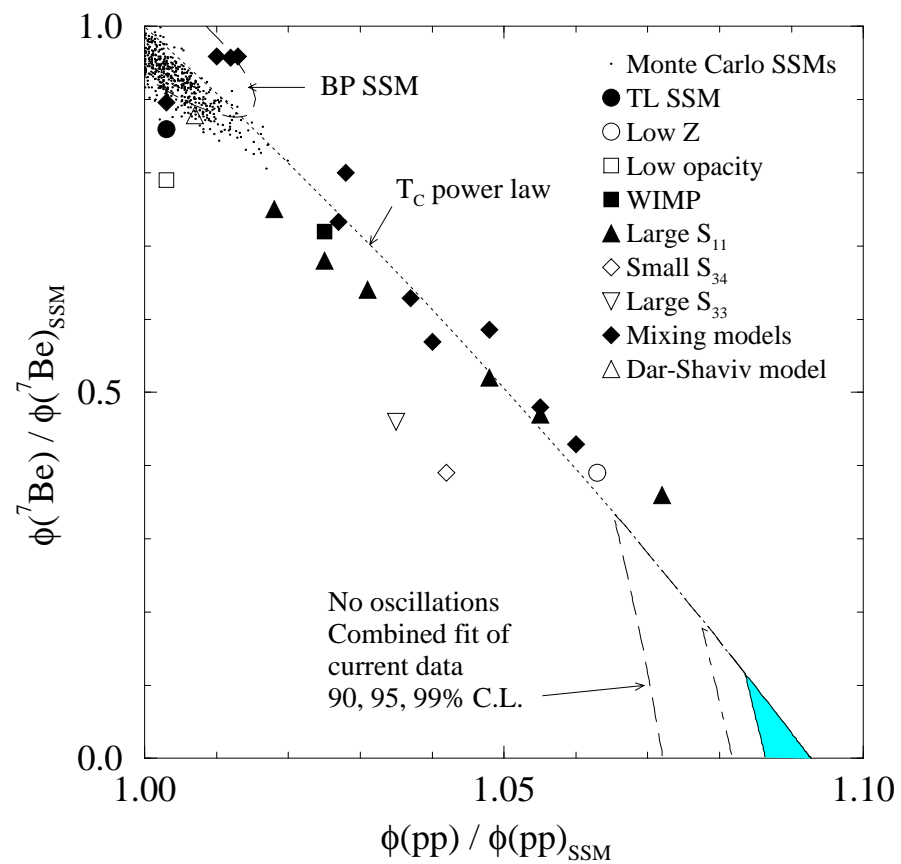 1.0
0.5
0.0
1.00
1.05
1.10
ϕ(⁷Be) / ϕ(⁷Be)SSM
ϕ(pp) / ϕ(pp)SSM
BP SSM
TC power law
Monte Carlo SSMs
TL SSM
Low Z
Low opacity
WIMP
Large S₁₁
Small S₃₄
Large S₃₃
Mixing models
Dar-Shaviv model
No oscillations
Combined fit of
current data
90, 95, 99% C.L.